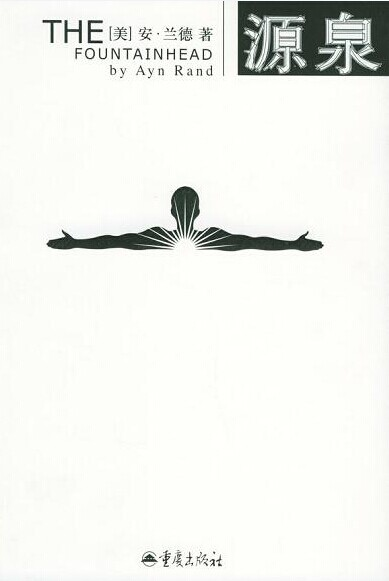 THE
[美] 安·兰德 著
FOUNTAINHEAD
by Ayn Rand
源泉
重庆出版社